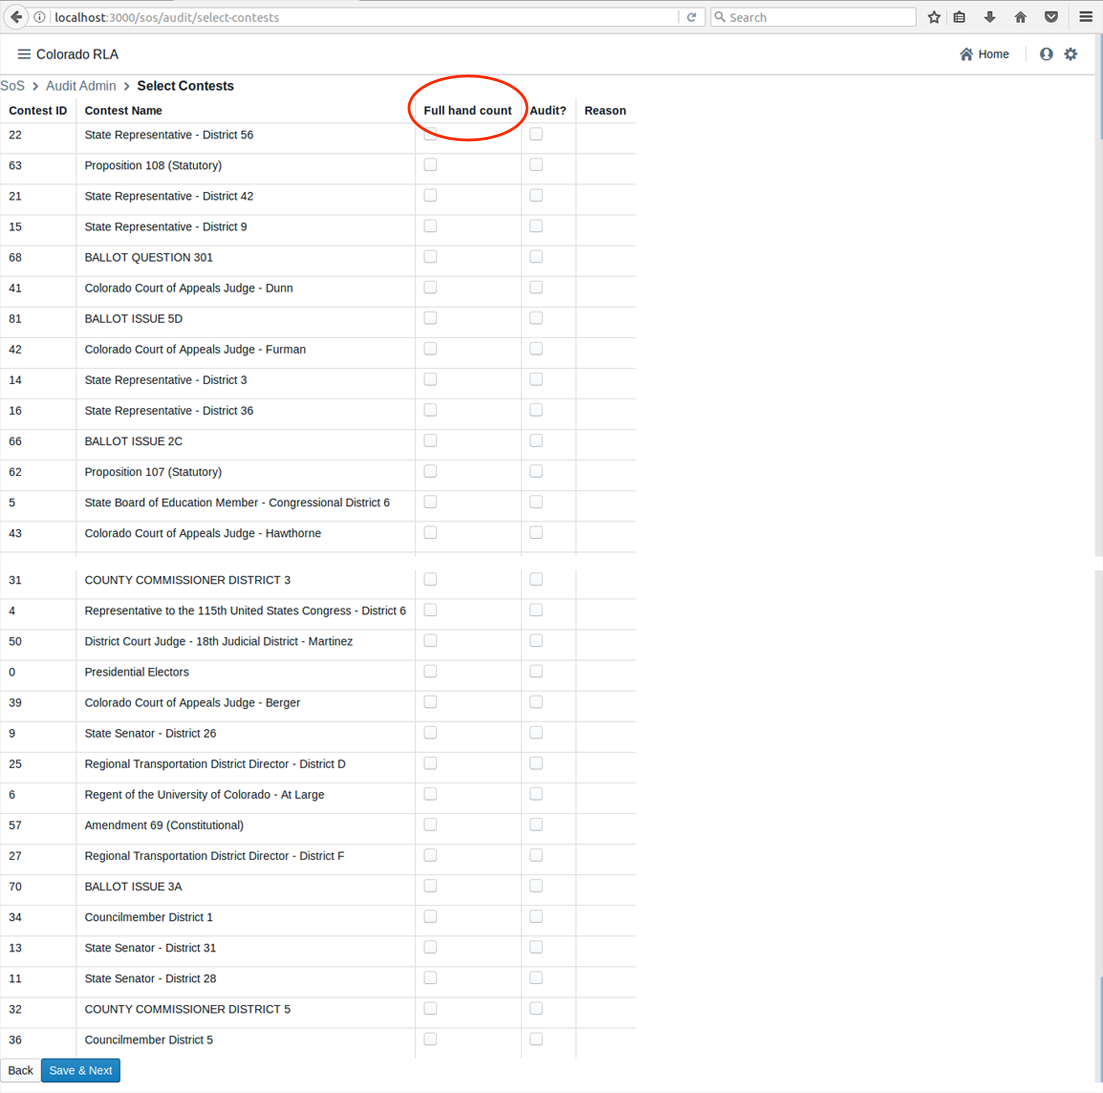 localhost:3000/sos/audit/select-contests
Search
Colorado RLA
Home
SoS > Audit Admin > Select Contests
Contest ID Contest Name Full hand count Audit? Reason
22 State Representative - District 56
63 Proposition 108 (Statutory)
21 State Representative - District 42
15 State Representative - District 9
68 BALLOT QUESTION 301
41 Colorado Court of Appeals Judge - Dunn
81 BALLOT ISSUE 5D
42 Colorado Court of Appeals Judge - Furman
14 State Representative - District 3
16 State Representative - District 36
66 BALLOT ISSUE 2C
62 Proposition 107 (Statutory)
5 State Board of Education Member - Congressional District 6
43 Colorado Court of Appeals Judge - Hawthorne
31 COUNTY COMMISSIONER DISTRICT 3
4 Representative to the 115th United States Congress - District 6
50 District Court Judge - 18th Judicial District - Martinez
0 Presidential Electors
39 Colorado Court of Appeals Judge - Berger
9 State Senator - District 26
25 Regional Transportation District Director - District D
6 Regent of the University of Colorado - At Large
57 Amendment 69 (Constitutional)
27 Regional Transportation District Director - District F
70 BALLOT ISSUE 3A
34 Councilmember District 1
13 State Senator - District 31
11 State Senator - District 28
32 COUNTY COMMISSIONER DISTRICT 5
36 Councilmember District 5
Back Save & Next